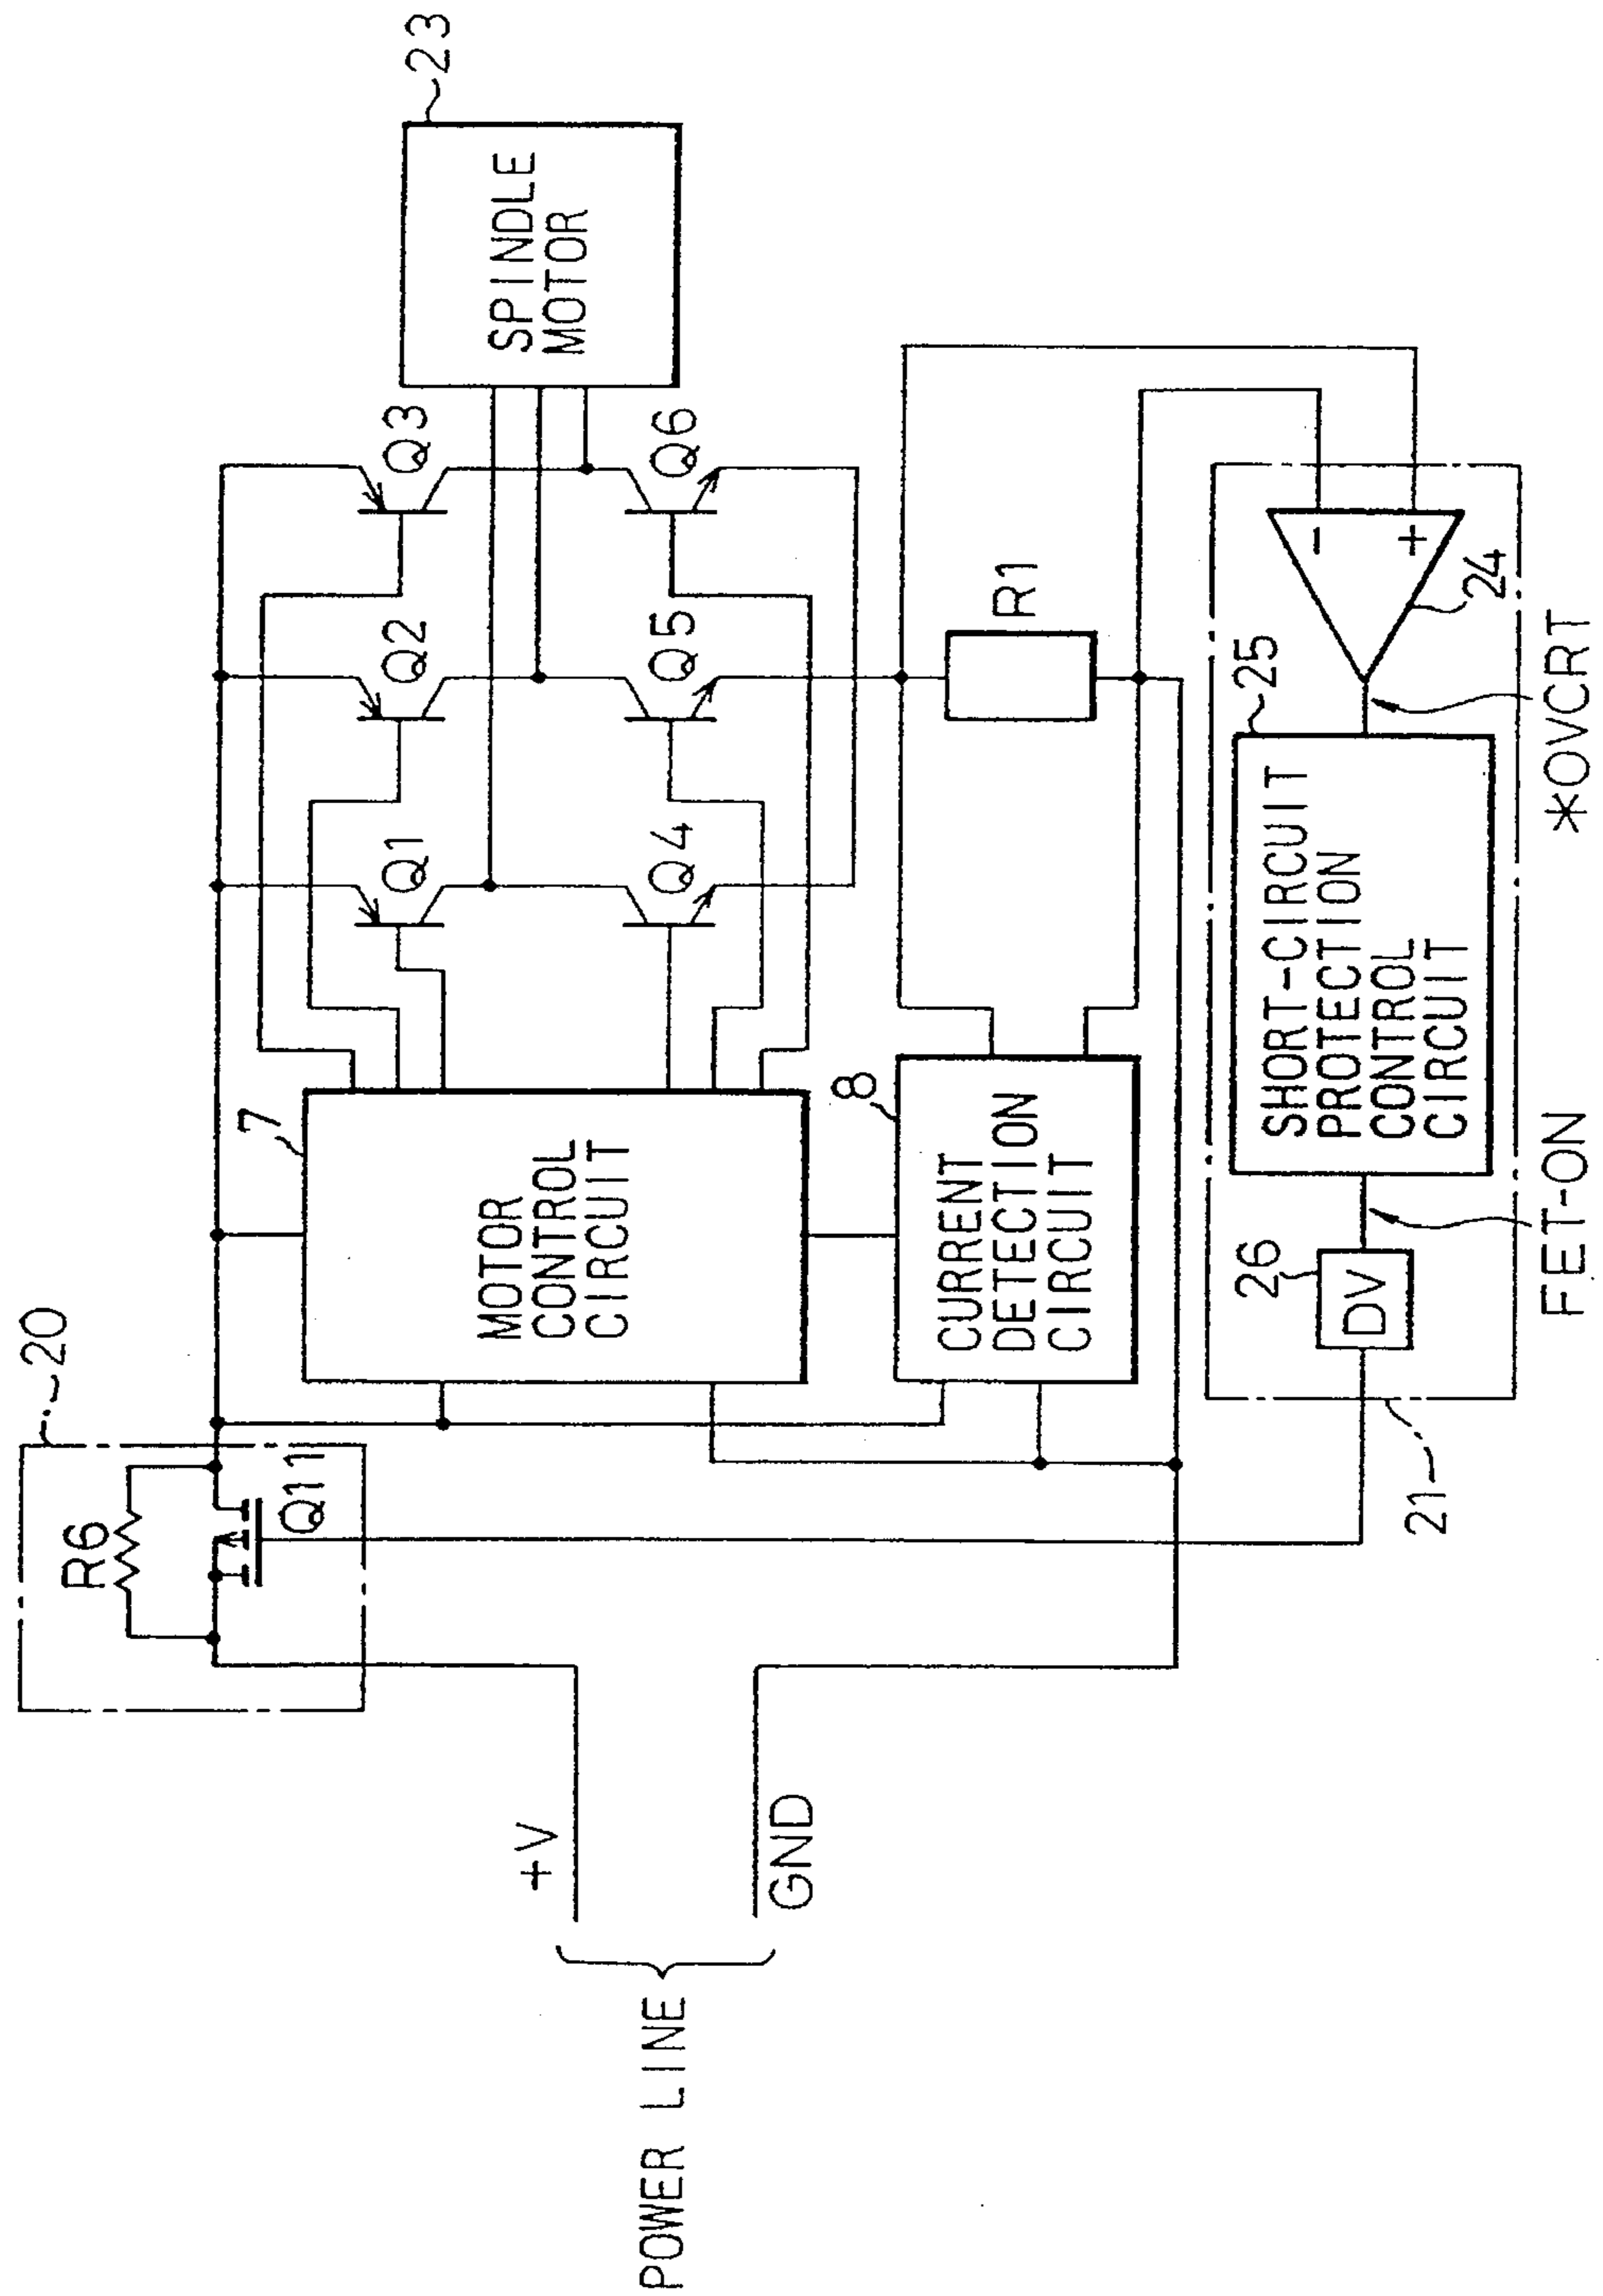 20
R6
Q11
+V
POWER LINE
GND
7
MOTOR
CONTROL
CIRCUIT
Q1
Q2
Q3
Q4
Q5
Q6
23
SPINDLE
MOTOR
8
CURRENT
DETECTION
CIRCUIT
R1
21
26
DV
25
SHORT-CIRCUIT
PROTECTION
CONTROL
CIRCUIT
-
+
24
FET-ON
*OVCRT